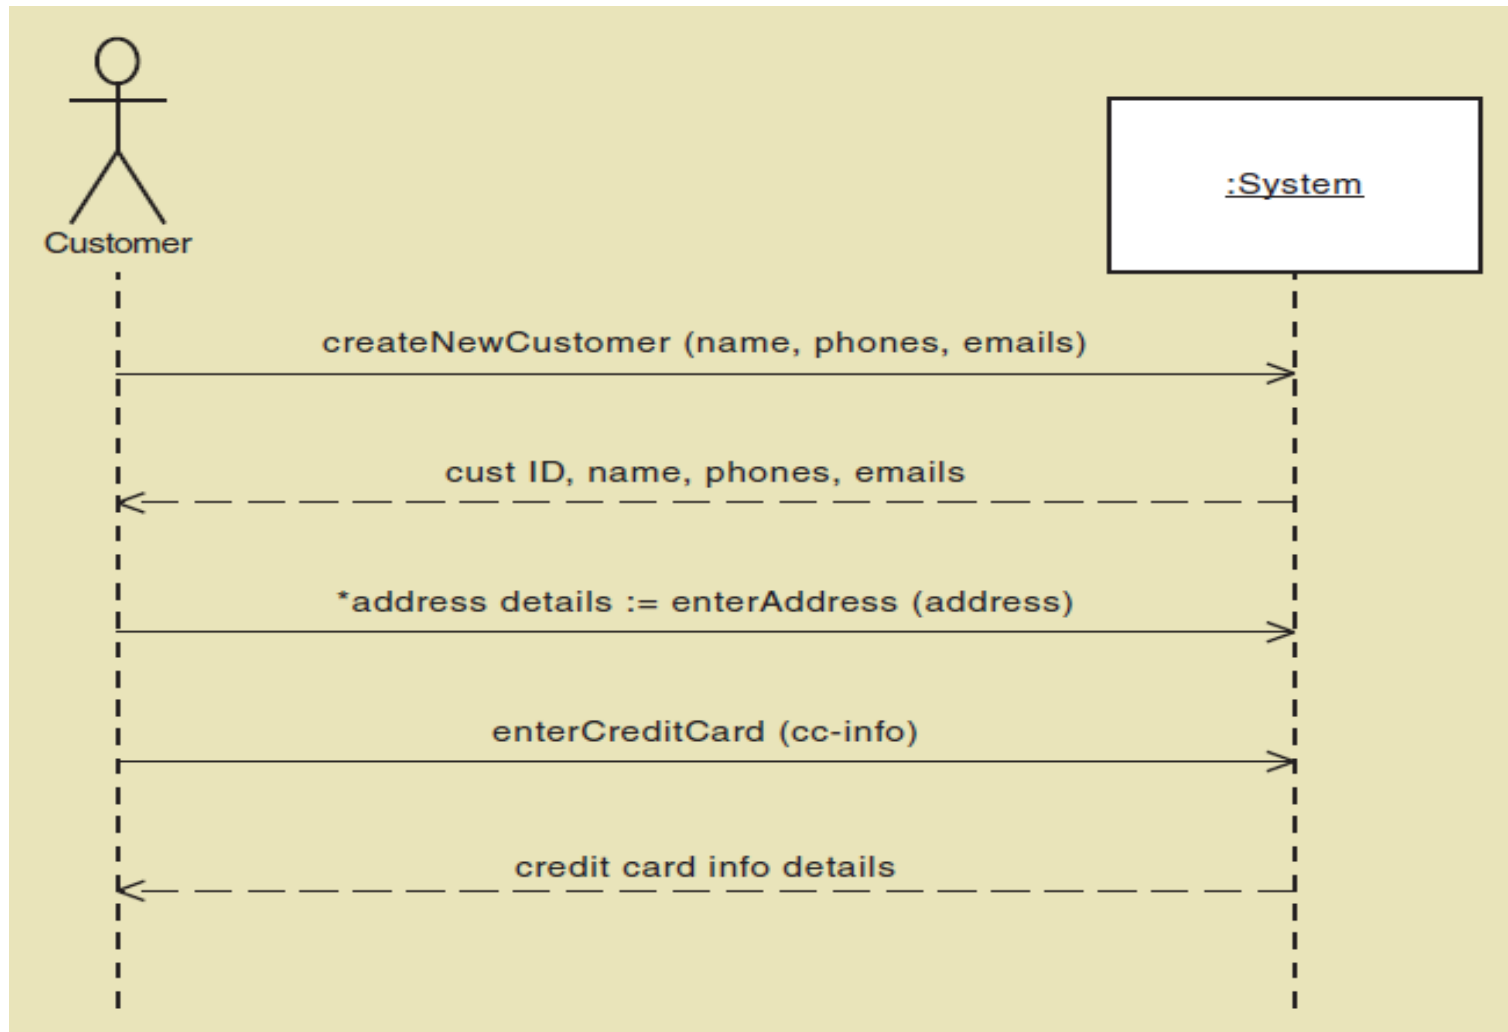 Customer
:System
createNewCustomer (name, phones, emails)
cust ID, name, phones, emails
*address details := enterAddress (address)
enterCreditCard (cc-info)
credit card info details